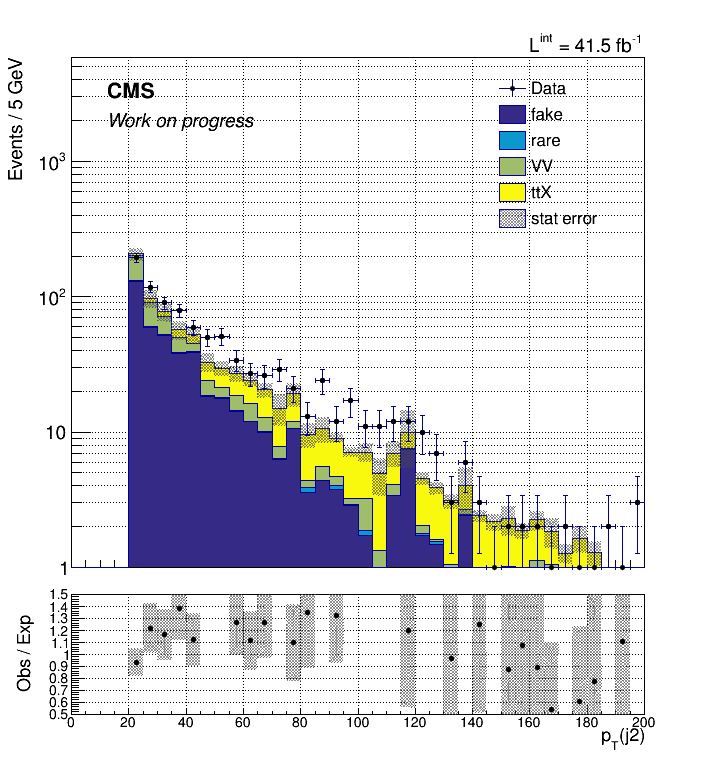 L^int = 41.5 fb^-1
Events / 5 GeV
CMS
Work on progress
Data
fake
rare
VV
ttX
stat error
10^3
10^2
10
1
Obs / Exp
1.5
1.4
1.3
1.2
1.1
1
0.9
0.8
0.7
0.6
0.5
0 20 40 60 80 100 120 140 160 180 200
p_T(j2)